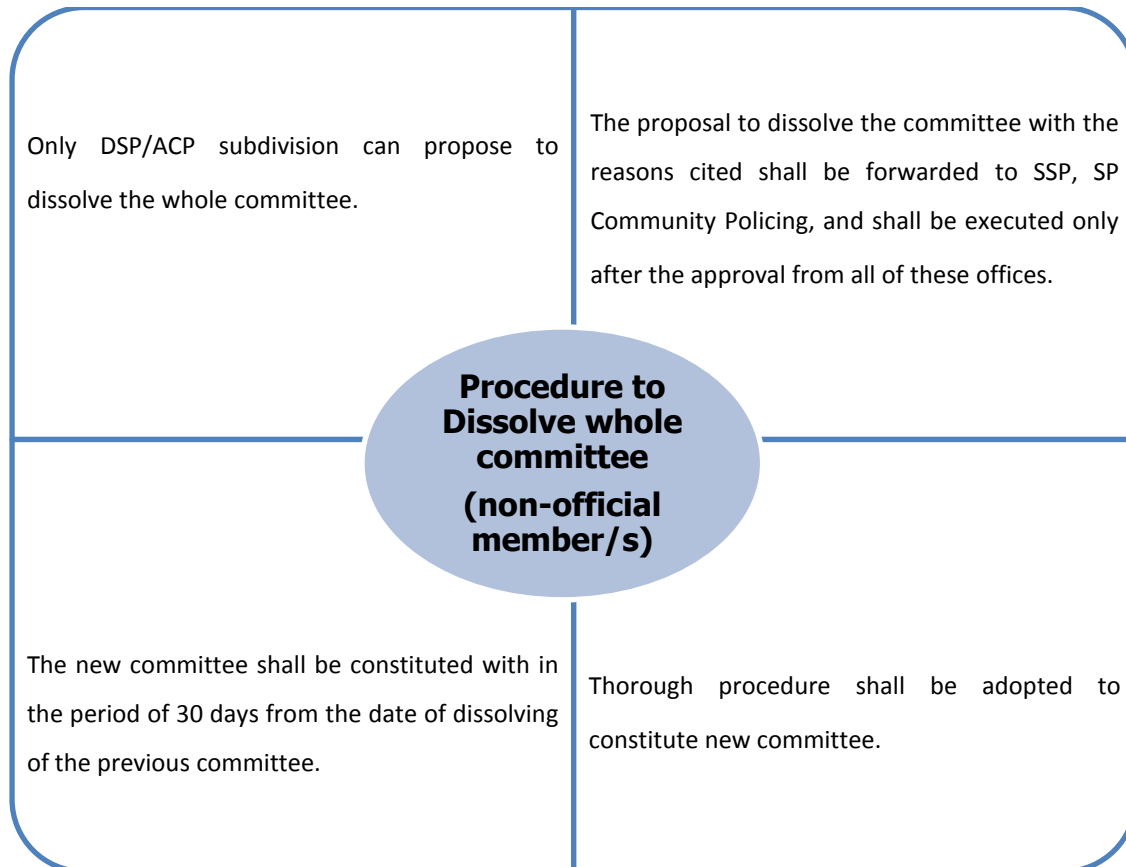 Only DSP/ACP subdivision can propose to
dissolve the whole committee.
The proposal to dissolve the committee with the
reasons cited shall be forwarded to SSP, SP
Community Policing, and shall be executed only
after the approval from all of these offices.
Procedure to
Dissolve whole
committee
(non-official
member/s)
The new committee shall be constituted with in
the period of 30 days from the date of dissolving
of the previous committee.
Thorough procedure shall be adopted to
constitute new committee.